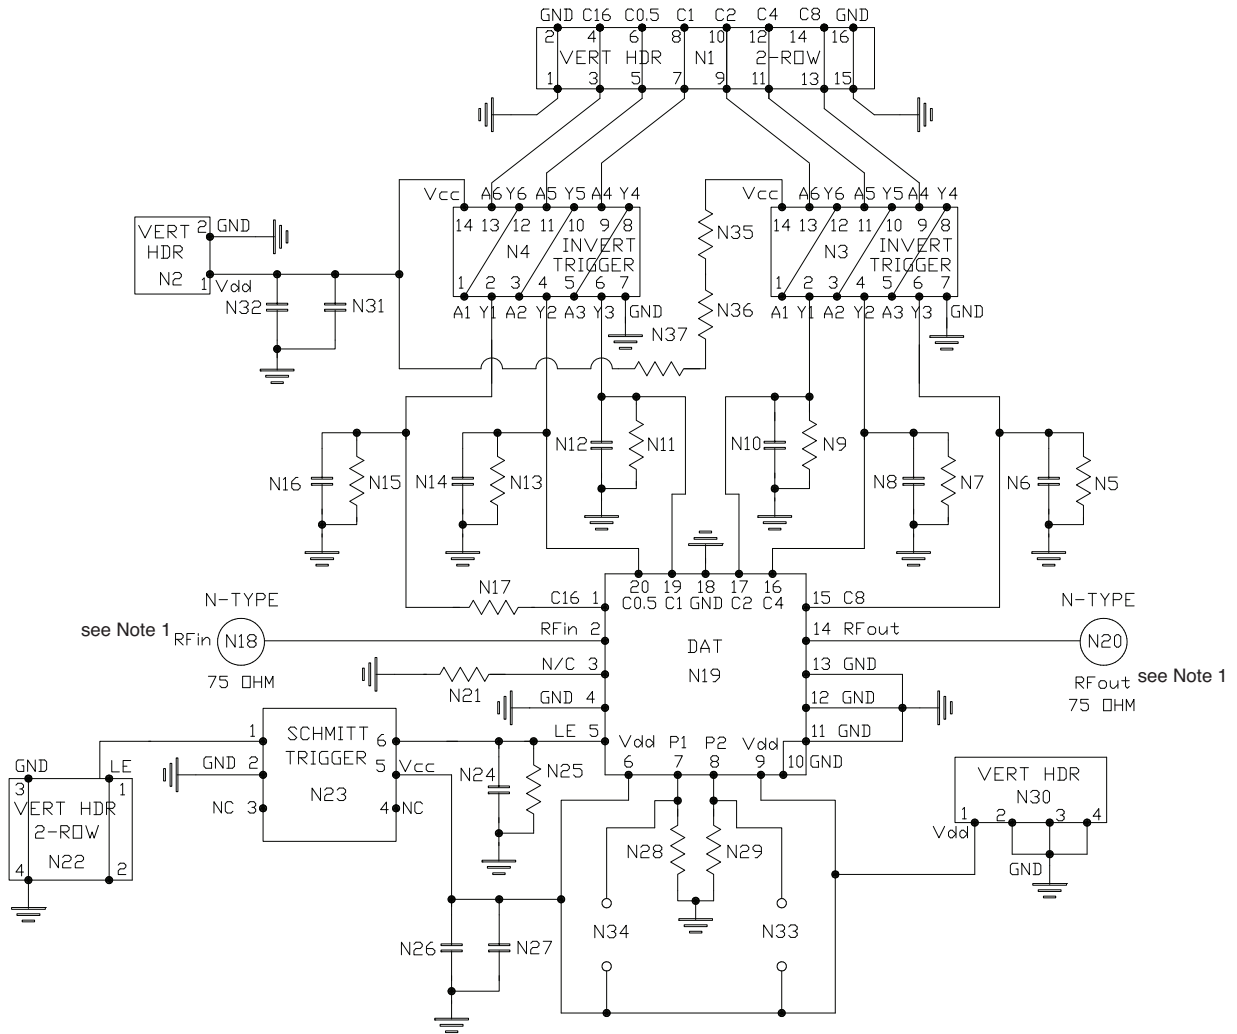 GND C16 C0.5 C1 C2 C4 C8 GND
2 4 6 8 10 12 14 16
VERT HDR N1 2-ROW
1 3 5 7 9 11 13 15
Vcc A6 Y6 A5 Y5 A4 Y4
14 13 12 11 10 9 8
N4 INVERT
TRIGGER
1 2 3 4 5 6 7
A1 Y1 A2 Y2 A3 Y3 GND
Vcc A6 Y6 A5 Y5 A4 Y4
14 13 12 11 10 9 8
N3 INVERT
TRIGGER
1 2 3 4 5 6 7
A1 Y1 A2 Y2 A3 Y3 GND
N35
N36
N37
VERT 2 GND
HDR
N2 1 Vdd
N32 N31
N16 N15 N14 N13 N12 N11 N10 N9 N8 N7 N6 N5
20 19 18 17 16
C0.5 C1 GND C2 C4
N17 C16 1
15 C8
N-TYPE
see Note 1 RFin N18
75 OHM
RFin 2
14 RFout
N-TYPE
N20
RFout see Note 1
75 OHM
DAT
N19
N21 N/C 3
13 GND
GND 4
12 GND
LE 5
11 GND
Vdd P1 P2 Vdd
6 7 8 9 10 GND
SCHMITT
TRIGGER
N23
1 6
GND 2 5 Vcc
NC 3 4 NC
N24 N25
GND LE
3 1
VERT HDR
2-ROW
N22
4 2
N28 N29
N34 N33
N26 N27
VERT HDR
N30
1 2 3 4
Vdd
GND